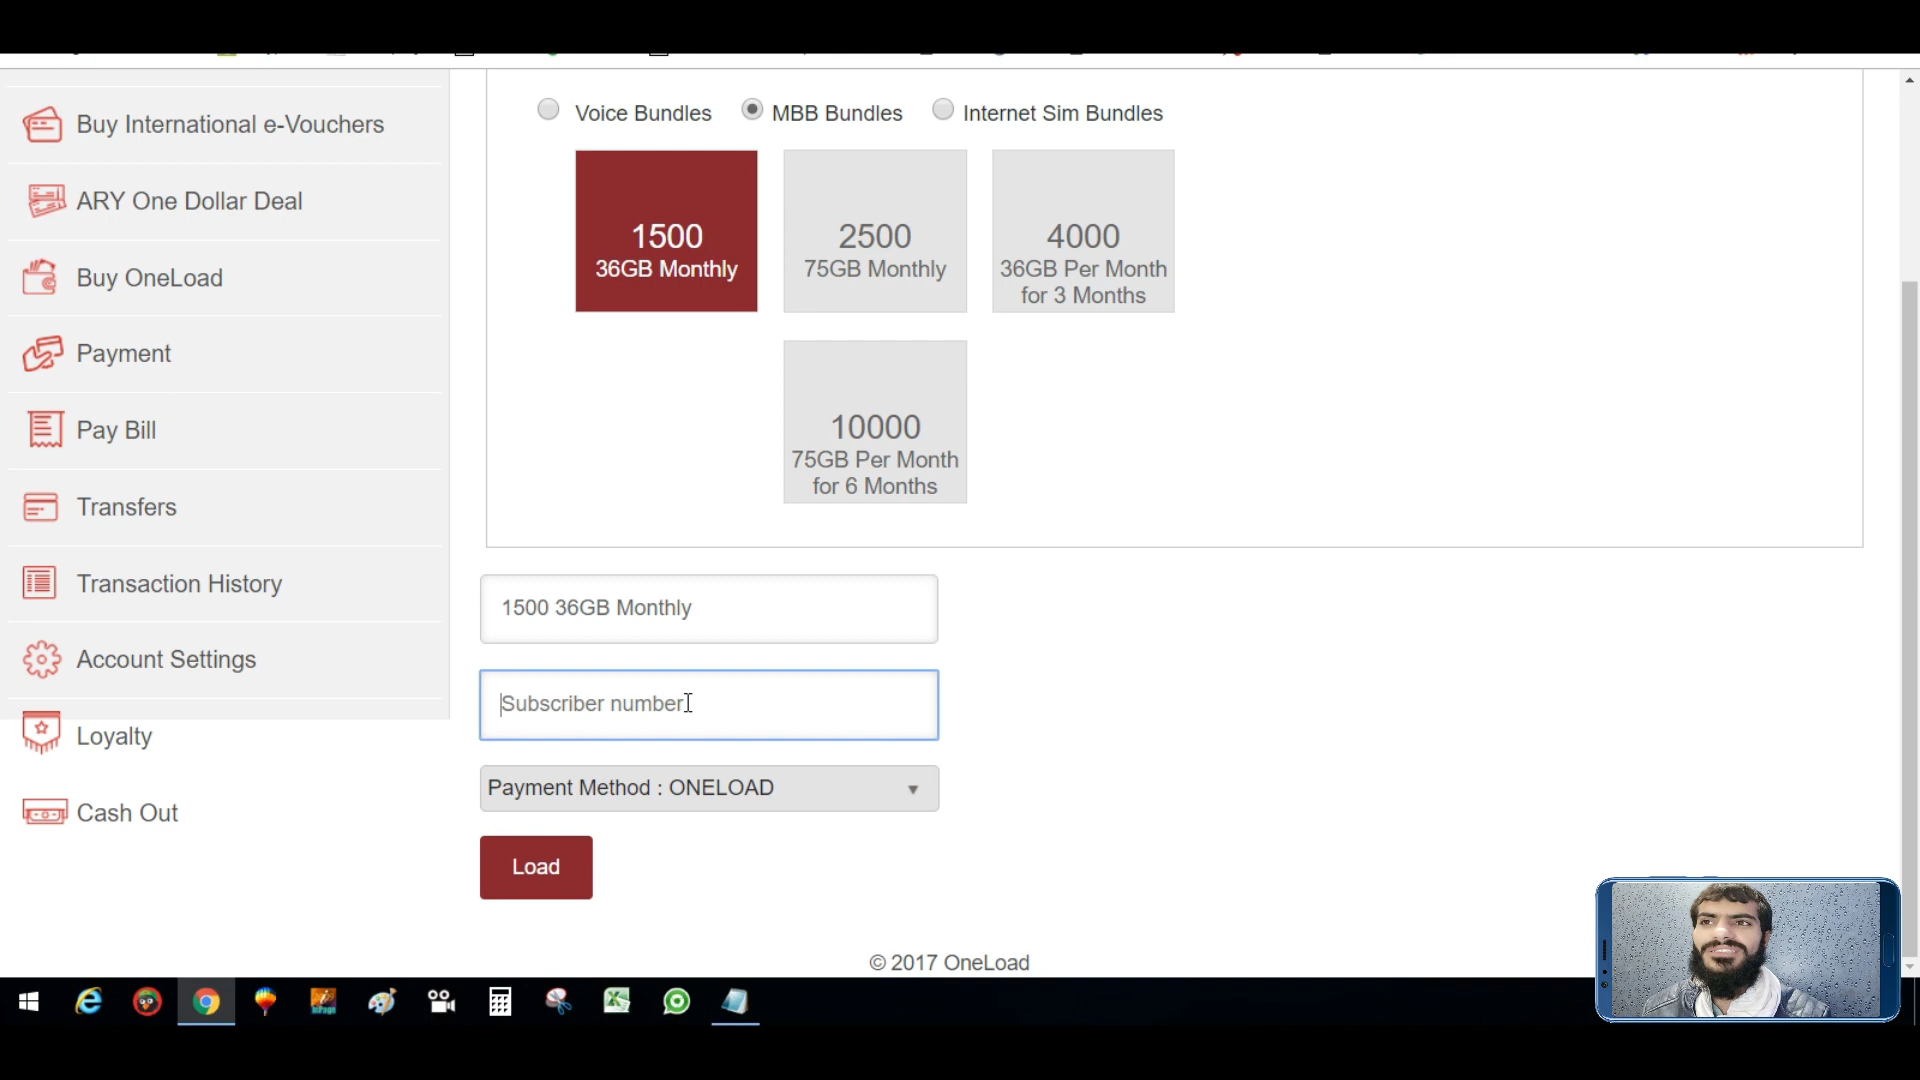 Buy International e-Vouchers
ARY One Dollar Deal
Buy OneLoad
Payment
Pay Bill
Transfers
Transaction History
Account Settings
Loyalty
Cash Out
Voice Bundles MBB Bundles Internet Sim Bundles
1500
36GB Monthly
2500
75GB Monthly
4000
36GB Per Month
for 3 Months
10000
75GB Per Month
for 6 Months
1500 36GB Monthly
Subscriber number
Payment Method : ONELOAD
Load
© 2017 OneLoad